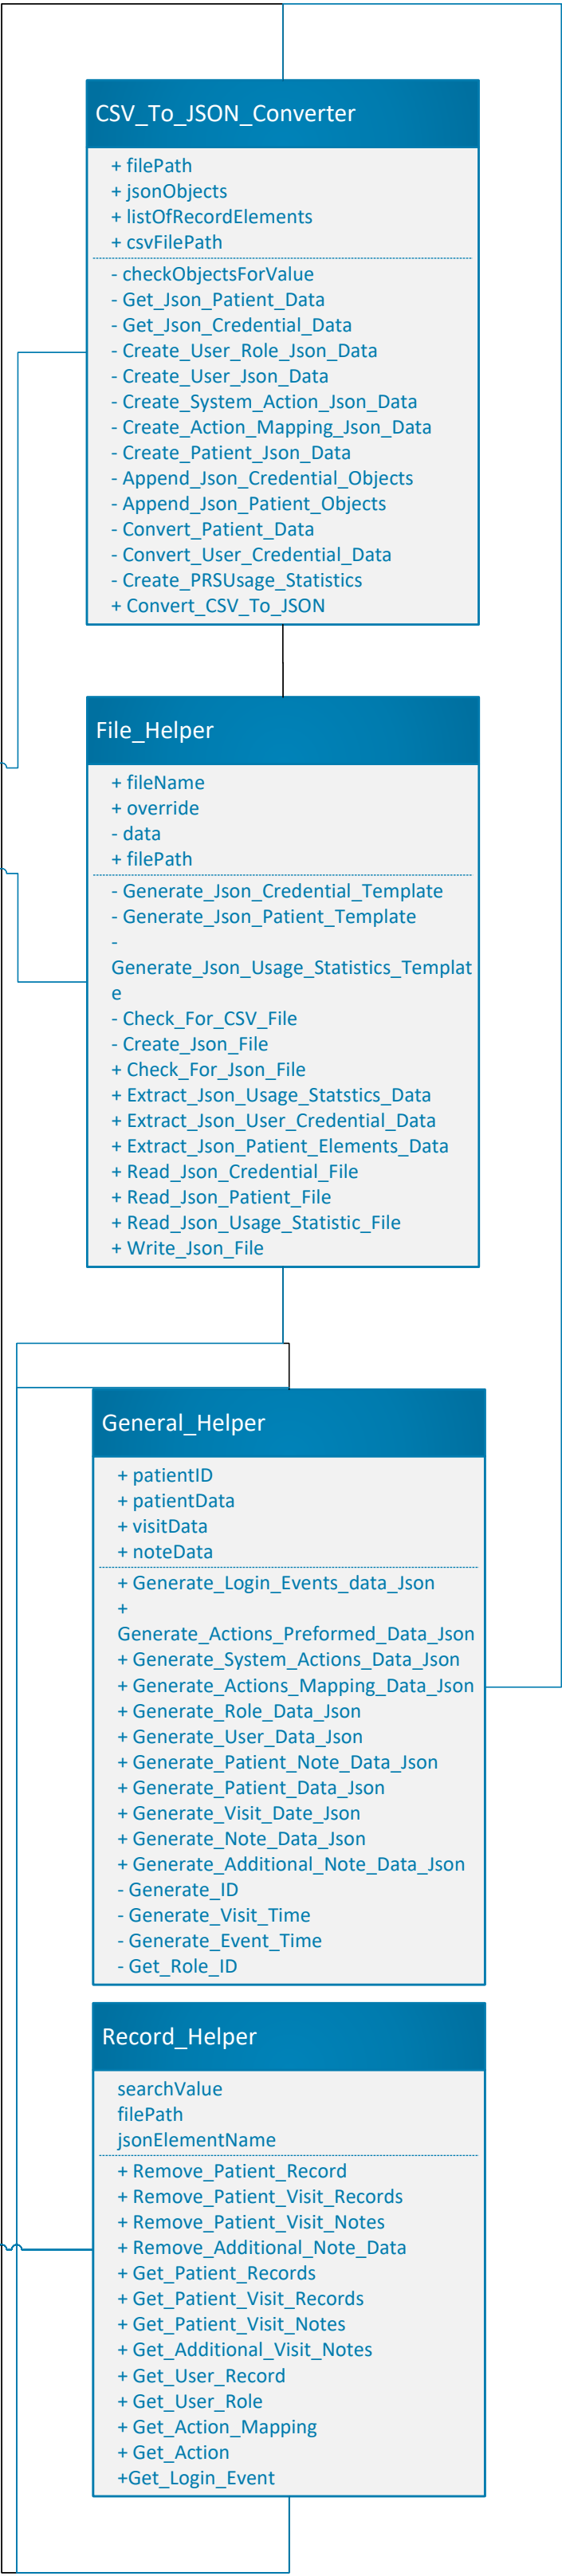 CSV_To_JSON_Converter
+ filePath
+ jsonObjects
+ listOfRecordElements
+ csvFilePath
- checkObjectsForValue
- Get_Json_Patient_Data
- Get_Json_Credential_Data
- Create_User_Role_Json_Data
- Create_User_Json_Data
- Create_System_Action_Json_Data
- Create_Action_Mapping_Json_Data
- Create_Patient_Json_Data
- Append_Json_Credential_Objects
- Append_Json_Patient_Objects
- Convert_Patient_Data
- Convert_User_Credential_Data
- Create_PRSUsage_Statistics
+ Convert_CSV_To_JSON
File_Helper
+ fileName
+ override
- data
+ filePath
- Generate_Json_Credential_Template
- Generate_Json_Patient_Template
-
Generate_Json_Usage_Statistics_Templat
e
- Check_For_CSV_File
- Create_Json_File
+ Check_For_Json_File
+ Extract_Json_Usage_Statstics_Data
+ Extract_Json_User_Credential_Data
+ Extract_Json_Patient_Elements_Data
+ Read_Json_Credential_File
+ Read_Json_Patient_File
+ Read_Json_Usage_Statistic_File
+ Write_Json_File
General_Helper
+ patientID
+ patientData
+ visitData
+ noteData
+ Generate_Login_Events_data_Json
+
Generate_Actions_Preformed_Data_Json
+ Generate_System_Actions_Data_Json
+ Generate_Actions_Mapping_Data_Json
+ Generate_Role_Data_Json
+ Generate_User_Data_Json
+ Generate_Patient_Note_Data_Json
+ Generate_Patient_Data_Json
+ Generate_Visit_Date_Json
+ Generate_Note_Data_Json
+ Generate_Additional_Note_Data_Json
- Generate_ID
- Generate_Visit_Time
- Generate_Event_Time
- Get_Role_ID
Record_Helper
searchValue
filePath
jsonElementName
+ Remove_Patient_Record
+ Remove_Patient_Visit_Records
+ Remove_Patient_Visit_Notes
+ Remove_Additional_Note_Data
+ Get_Patient_Records
+ Get_Patient_Visit_Records
+ Get_Patient_Visit_Notes
+ Get_Additional_Visit_Notes
+ Get_User_Record
+ Get_User_Role
+ Get_Action_Mapping
+ Get_Action
+Get_Login_Event